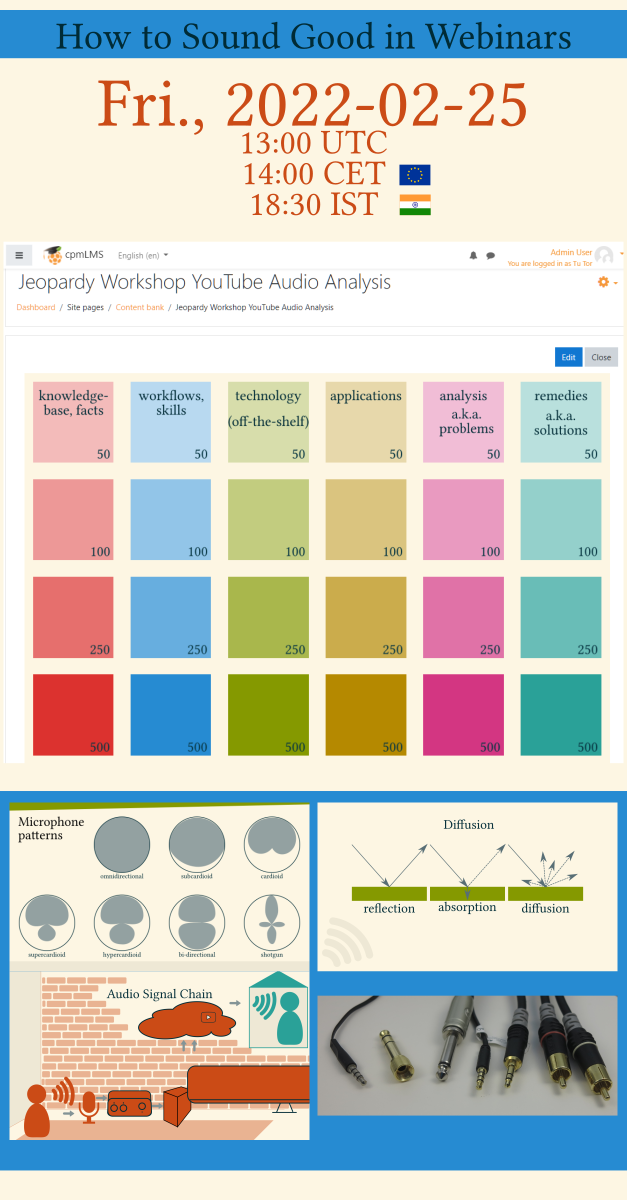 How to Sound Good in Webinars
Fri., 2022-02-25
13:00 UTC
14:00 CET
18:30 IST
cpmLMS English (en)
Admin User
You are logged in as Tu Tor
Jeopardy Workshop YouTube Audio Analysis
Dashboard / Site pages / Content bank / Jeopardy Workshop YouTube Audio Analysis
Edit Close
knowledge-
base, facts
50
workflows,
skills
50
technology
(off-the-shelf)
50
applications
50
analysis
a.k.a.
problems
50
remedies
a.k.a.
solutions
50
100 100 100 100 100 100
250 250 250 250 250 250
500 500 500 500 500 500
Microphone
patterns
omnidirectional subcardioid cardioid
supercardioid hypercardioid bi-directional shotgun
Audio Signal Chain
Diffusion
reflection absorption diffusion